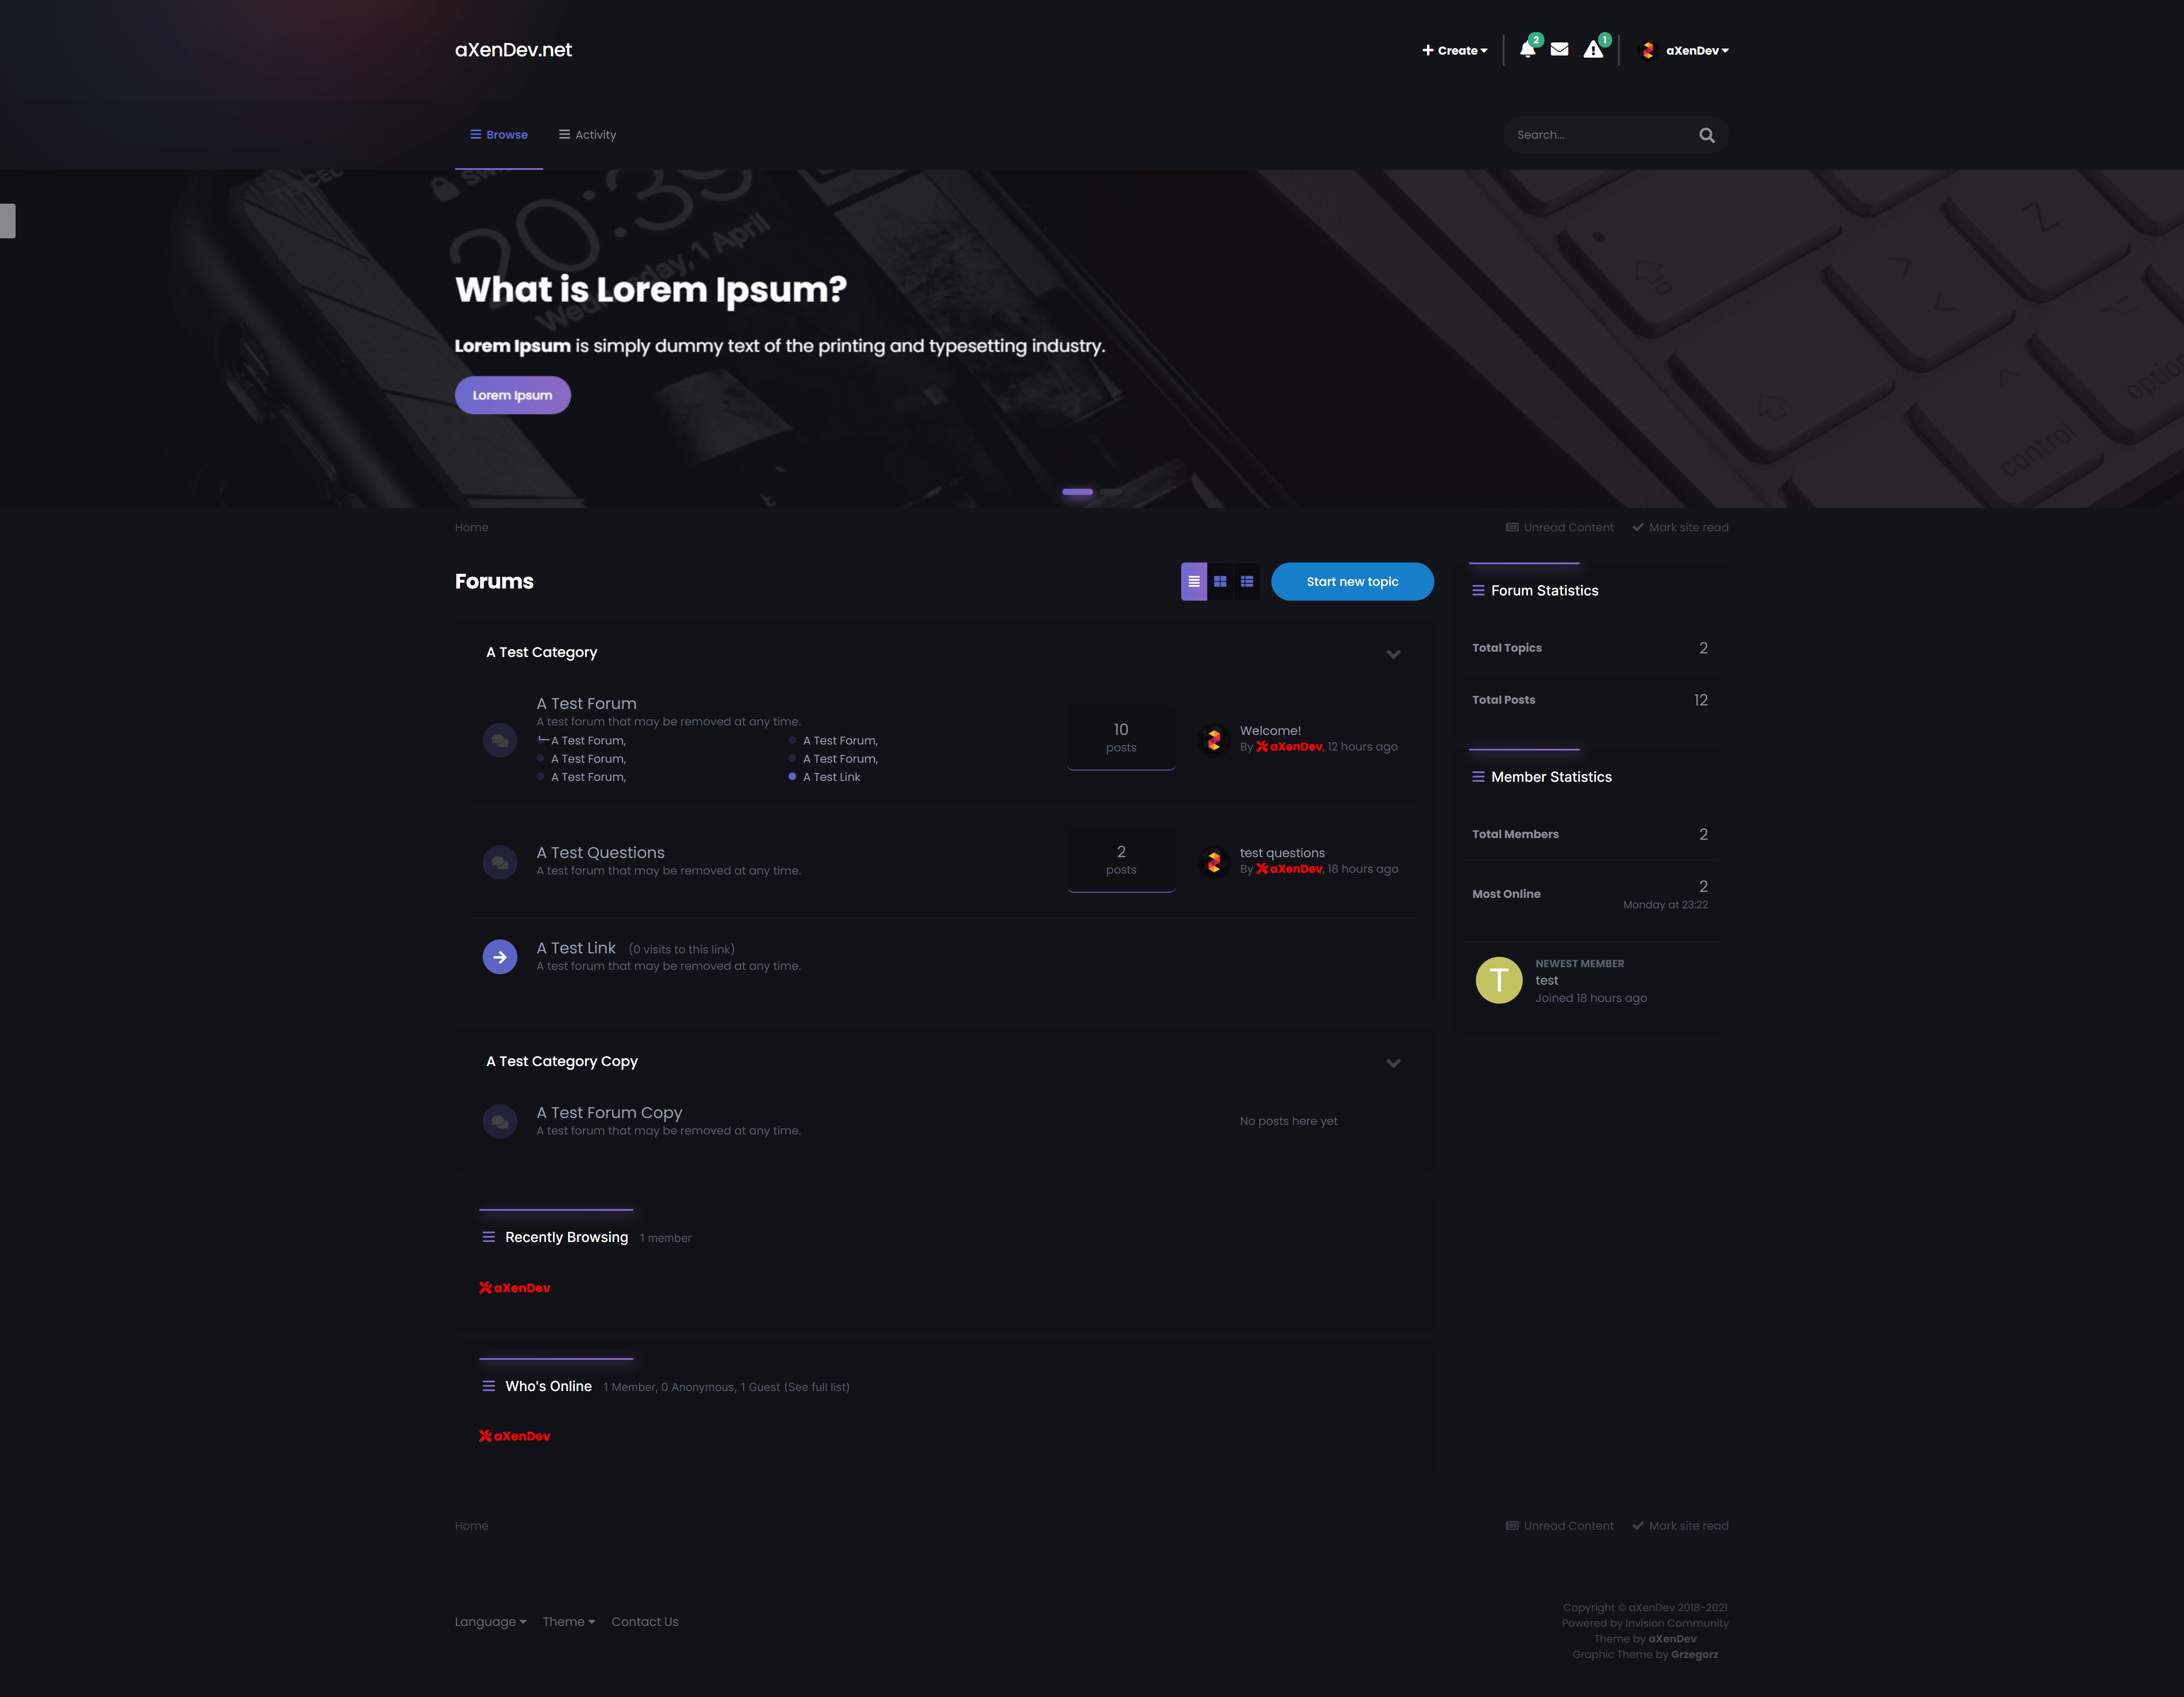 aXenDev.net
Create
2
1
aXenDev
Browse
Activity
Search...
TELCEL
20:39
Wednesday, 1 April
What is Lorem Ipsum?
Lorem Ipsum is simply dummy text of the printing and typesetting industry.
Lorem Ipsum
Z
option
control
Home
Unread Content
Mark site read
Forums
Start new topic
A Test Category
A Test Forum
A test forum that may be removed at any time.
A Test Forum,
A Test Forum,
A Test Forum,
A Test Forum,
A Test Forum,
A Test Link
10
posts
Welcome!
By aXenDev, 12 hours ago
A Test Questions
A test forum that may be removed at any time.
2
posts
test questions
By aXenDev, 18 hours ago
A Test Link (0 visits to this link)
A test forum that may be removed at any time.
A Test Category Copy
A Test Forum Copy
A test forum that may be removed at any time.
No posts here yet
Recently Browsing 1 member
aXenDev
Who's Online 1 Member, 0 Anonymous, 1 Guest (See full list)
aXenDev
Forum Statistics
Total Topics 2
Total Posts 12
Member Statistics
Total Members 2
Most Online 2
Monday at 23:22
T
NEWEST MEMBER
test
Joined 18 hours ago
Home
Unread Content
Mark site read
Language
Theme
Contact Us
Copyright © aXenDev 2018-2021
Powered by Invision Community
Theme by aXenDev
Graphic Theme by Grzegorz